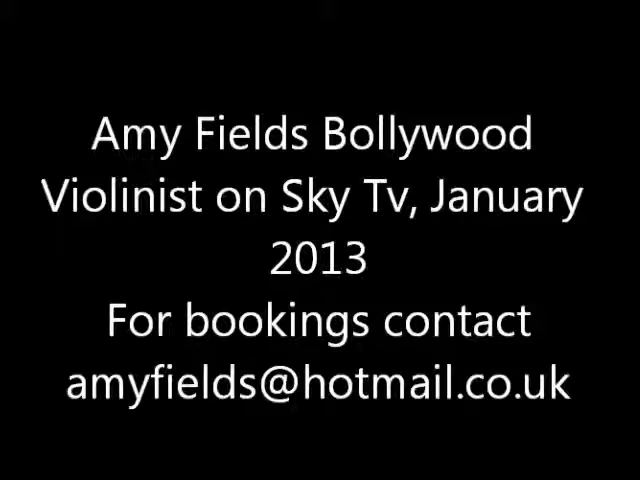 Amy Fields Bollywood
Violinist on Sky Tv, January
2013
For bookings contact
amyfields@hotmail.co.uk